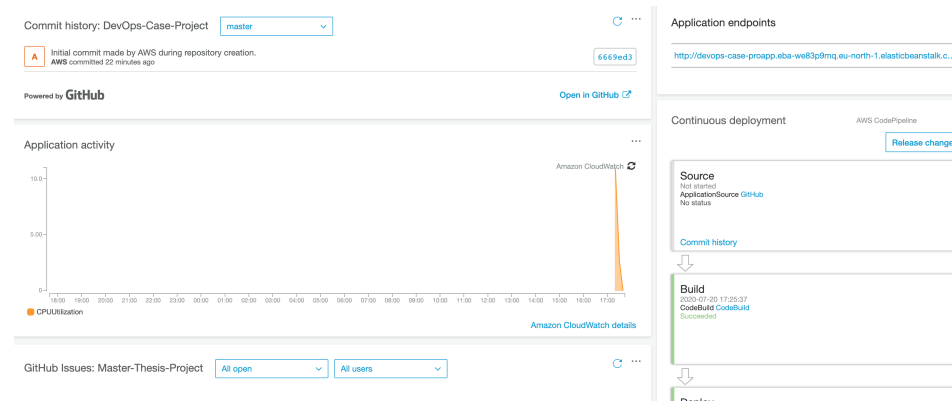 Commit history: DevOps-Case-Project
master
A
Initial commit made by AWS during repository creation.
AWS committed 22 minutes ago
6669ed3
Powered by GitHub
Open in GitHub
Application activity
Amazon CloudWatch
10.0
5.00
0
18:00 19:00 20:00 21:00 22:00 23:00 00:00 01:00 02:00 03:00 04:00 05:00 06:00 07:00 08:00 09:00 10:00 11:00 12:00 13:00 14:00 15:00 16:00 17:00
CPUUtilization
Amazon CloudWatch details
GitHub Issues: Master-Thesis-Project
All open
All users
Application endpoints
http://devops-case-proapp.eba-we83p9mq.eu-north-1.elasticbeanstalk.c...
Continuous deployment
AWS CodePipeline
Release change
Source
Not started
ApplicationSource GitHub
No status
Commit history
Build
2020-07-20 17:25:37
CodeBuild CodeBuild
Succeeded